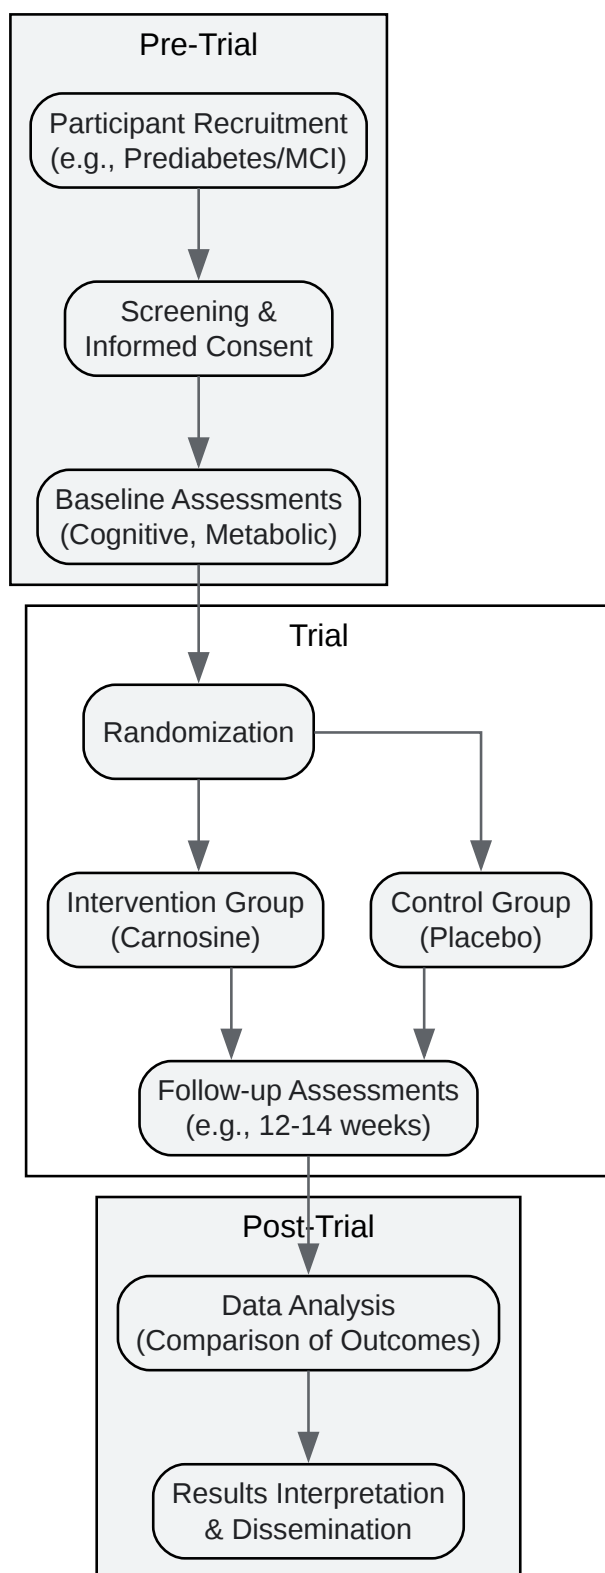 Pre-Trial
Participant Recruitment
(e.g., Prediabetes/MCI)
Screening &
Informed Consent
Baseline Assessments
(Cognitive, Metabolic)
Trial
Randomization
Intervention Group
(Carnosine)
Control Group
(Placebo)
Follow-up Assessments
(e.g., 12-14 weeks)
Post-Trial
Data Analysis
(Comparison of Outcomes)
Results Interpretation
& Dissemination